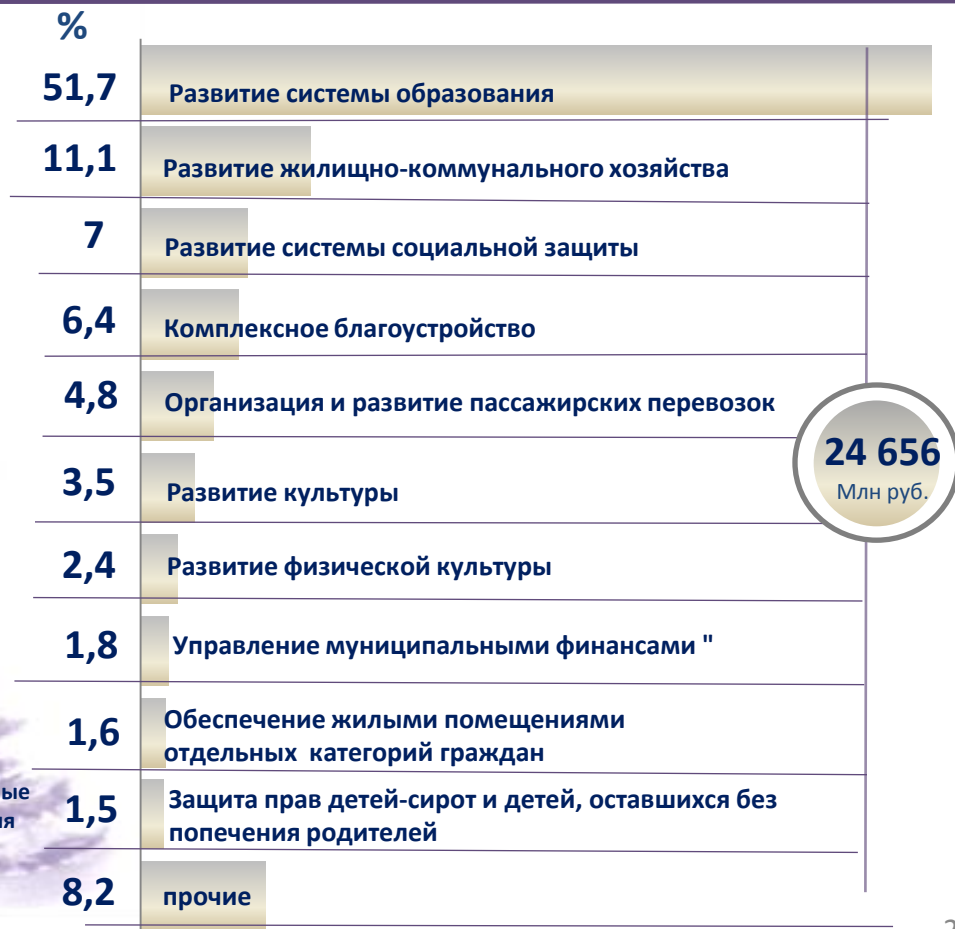 %
51,7
Развитие системы образования
11,1
Развитие жилищно-коммунального хозяйства
7
Развитие системы социальной защиты
6,4
Комплексное благоустройство
4,8
Организация и развитие пассажирских перевозок
24 656
Млн руб.
3,5
Развитие культуры
2,4
Развитие физической культуры
1,8
Управление муниципальными финансами "
1,6
Обеспечение жилыми помещениями
отдельных категорий граждан
ые
ия
1,5
Защита прав детей-сирот и детей, оставшихся без
попечения родителей
8,2
прочие